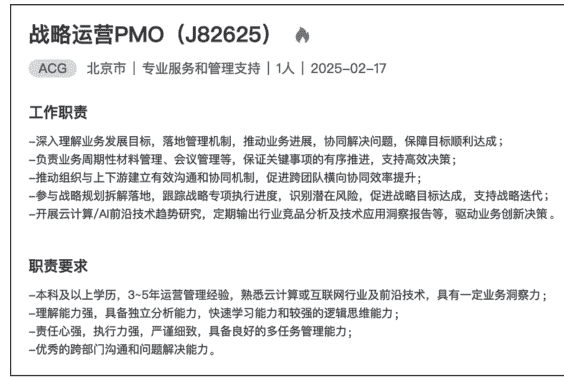 战略运营PMO（J82625）
ACG 北京市 | 专业服务和管理支持 | 1人 | 2025-02-17
工作职责
-深入理解业务发展目标，落地管理机制，推动业务进展，协同解决问题，保障目标顺利达成；
-负责业务周期性材料管理、会议管理等，保证关键事项的有序推进，支持高效决策；
-推动组织与上下游建立有效沟通和协同机制，促进跨团队横向协同效率提升；
-参与战略规划拆解落地，跟踪战略专项执行进度，识别潜在风险，促进战略目标达成，支持战略迭代；
-开展云计算/AI前沿技术趋势研究，定期输出行业竞品分析及技术应用洞察报告等，驱动业务创新决策。
职责要求
-本科及以上学历，3~5年运营管理经验，熟悉云计算或互联网行业及前沿技术，具有一定业务洞察力；
-理解能力强，具备独立分析能力，快速学习能力和较强的逻辑思维能力；
-责任心强，执行力强，严谨细致，具备良好的多任务管理能力；
-优秀的跨部门沟通和问题解决能力。